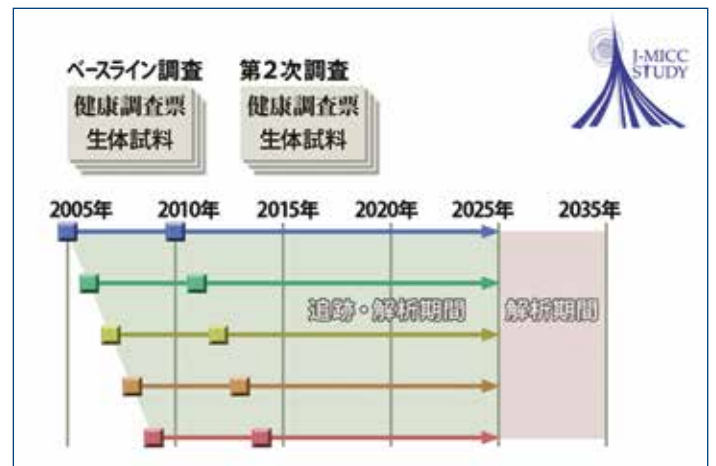 ベースライン調査
健康調査票
生体試料
第2次調査
健康調査票
生体試料
J-MICC
STUDY
2005年 2010年 2015年 2020年 2025年 2035年
追跡・解析期間
解析期間